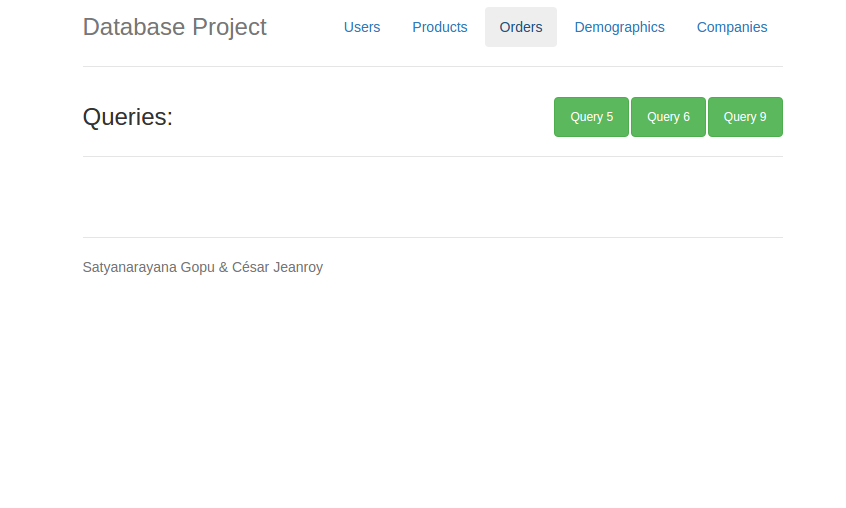 Database Project Users Products Orders Demographics Companies
Queries: Query 5 Query 6 Query 9
Satyanarayana Gopu & César Jeanroy